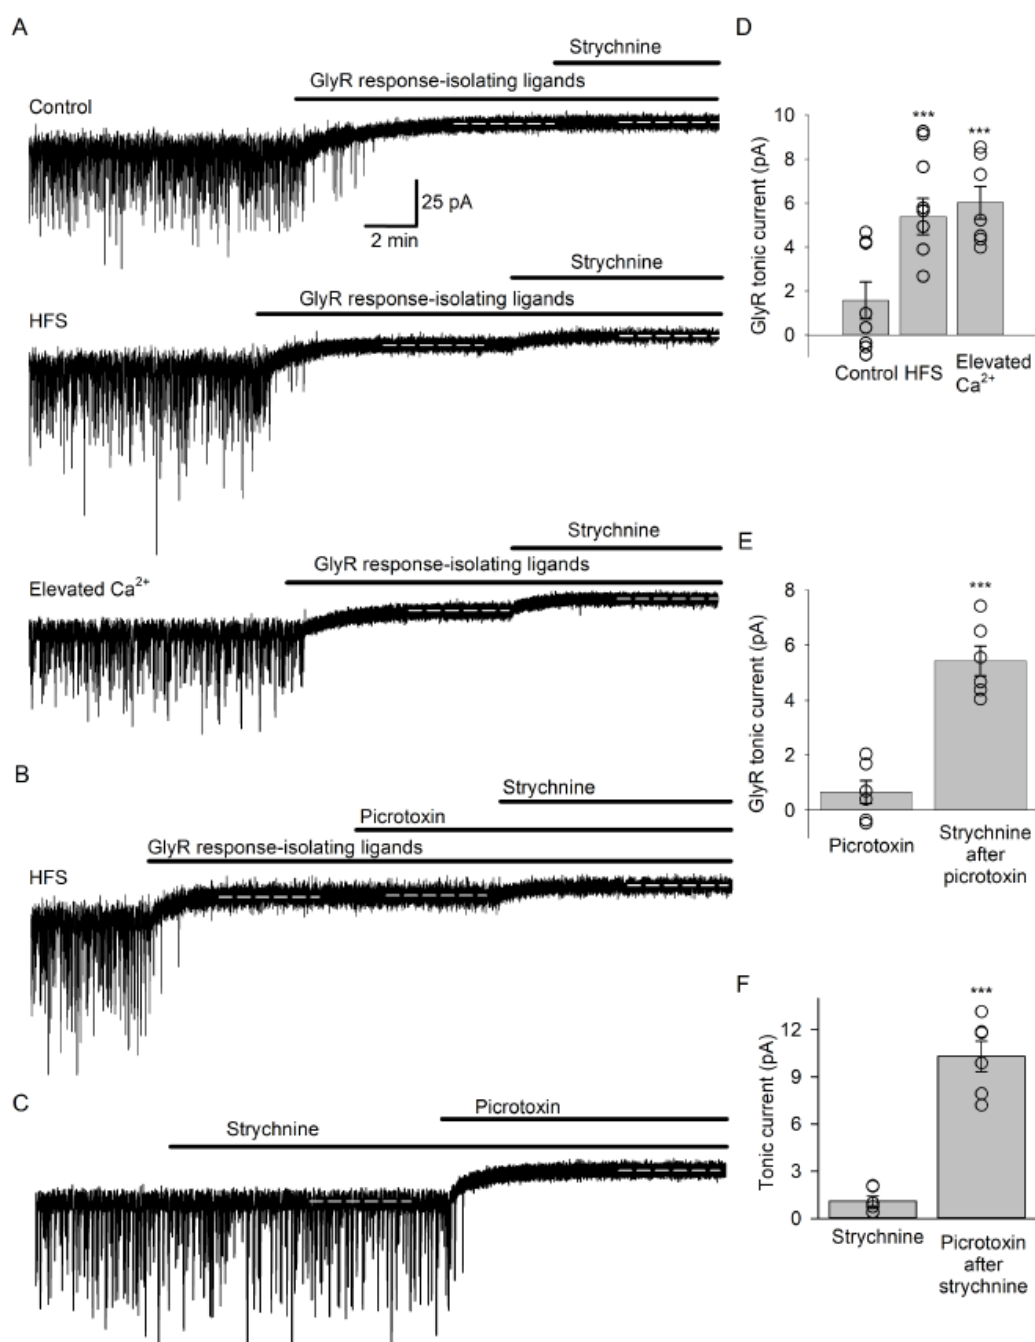 A
Strychnine
GlyR response-isolating ligands
Control
25 pA
2 min
Strychnine
GlyR response-isolating ligands
HFS
Strychnine
GlyR response-isolating ligands
Elevated Ca²⁺
B
Strychnine
Picrotoxin
GlyR response-isolating ligands
HFS
C
Picrotoxin
Strychnine
D
GlyR tonic current (pA)
10
8
6
4
2
0
***
***
Control HFS Elevated
Ca²⁺
E
GlyR tonic current (pA)
8
6
4
2
0
***
Picrotoxin
Strychnine
after
picrotoxin
F
Tonic current (pA)
12
9
6
3
0
***
Strychnine
Picrotoxin
after
strychnine